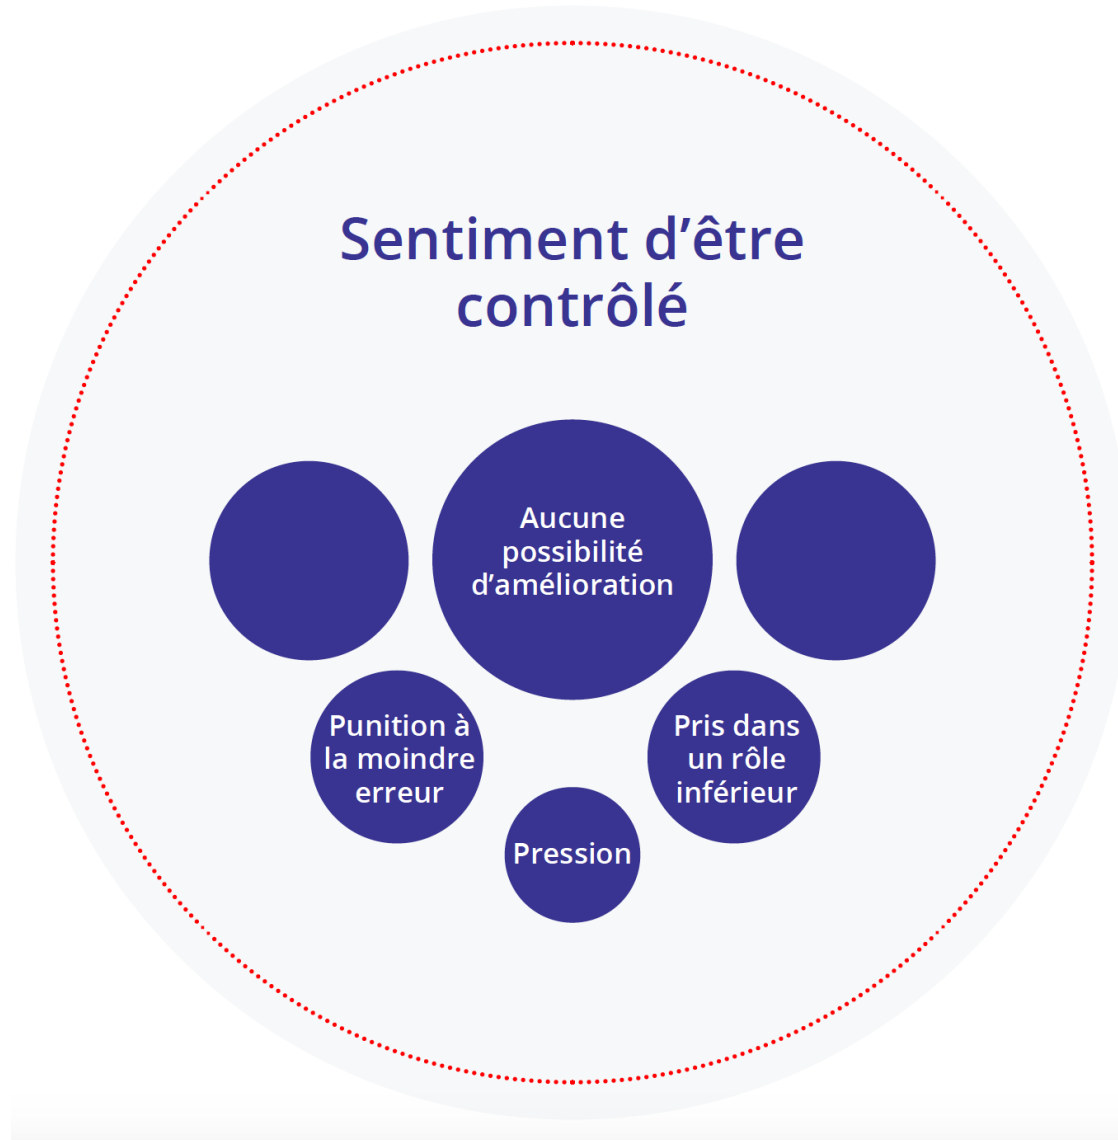 Sentiment d’être
contrôlé
Aucune
possibilité
d’amélioration
Punition à
la moindre
erreur
Pris dans
un rôle
inférieur
Pression